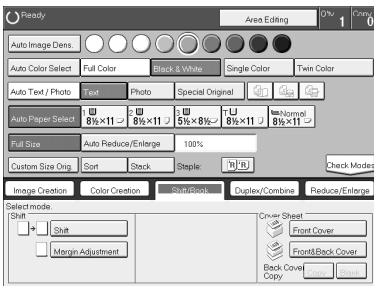 Ready
Area Editing
Copy
1
0
Auto Image Dens.
Auto Color Select
Full Color
Black & White
Single Color
Twin Color
Auto Text / Photo
Text
Photo
Special Original
Auto Paper Select
1
8½×11
2
8½×11
3
5½×8½
T
8½×11
Normal
8½×11
Full Size
Auto Reduce/Enlarge
100%
Custom Size Orig.
Sort
Stack
Staple:
Check Modes
Image Creation
Color Creation
Shift/Book
Duplex/Combine
Reduce/Enlarge
Select mode.
Shift
Cover Sheet
Shift
Front Cover
Margin Adjustment
Front&Back Cover
Back Cover
Copy
Copy
Blank